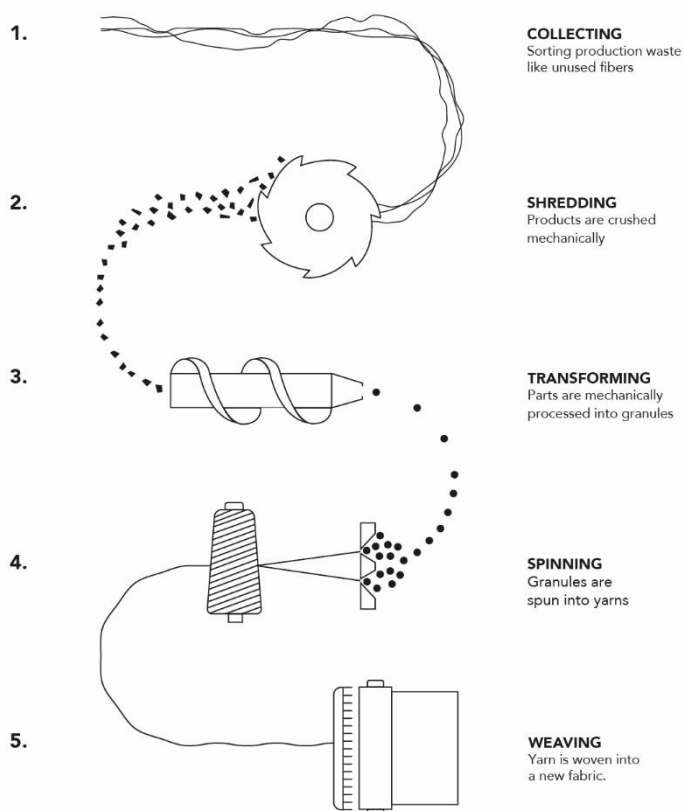 1.
COLLECTING
Sorting production waste
like unused fibers
2.
SHREDDING
Products are crushed
mechanically
3.
TRANSFORMING
Parts are mechanically
processed into granules
4.
SPINNING
Granules are
spun into yarns
5.
WEAVING
Yarn is woven into
a new fabric.